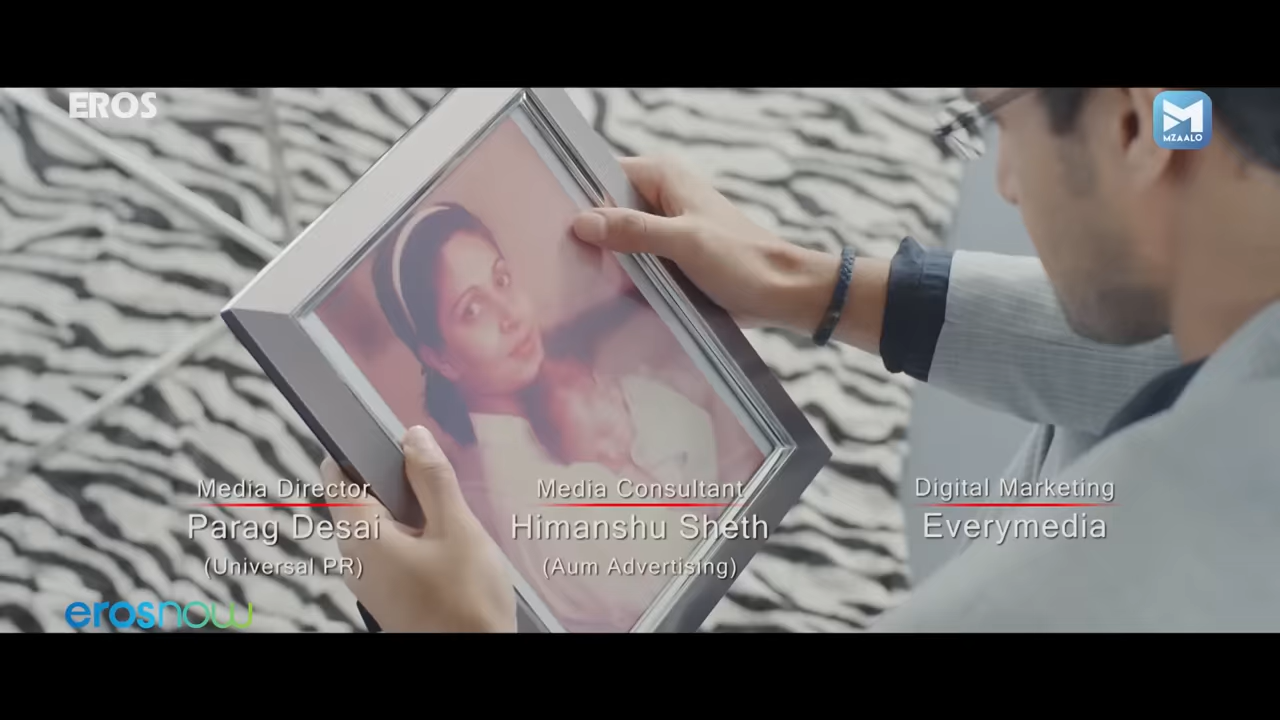 EROS
MZAALO
Media Director
Parag Desai
(Universal PR)
Media Consultant
Himanshu Sheth
(Aum Advertising)
Digital Marketing
Everymedia
erosnow